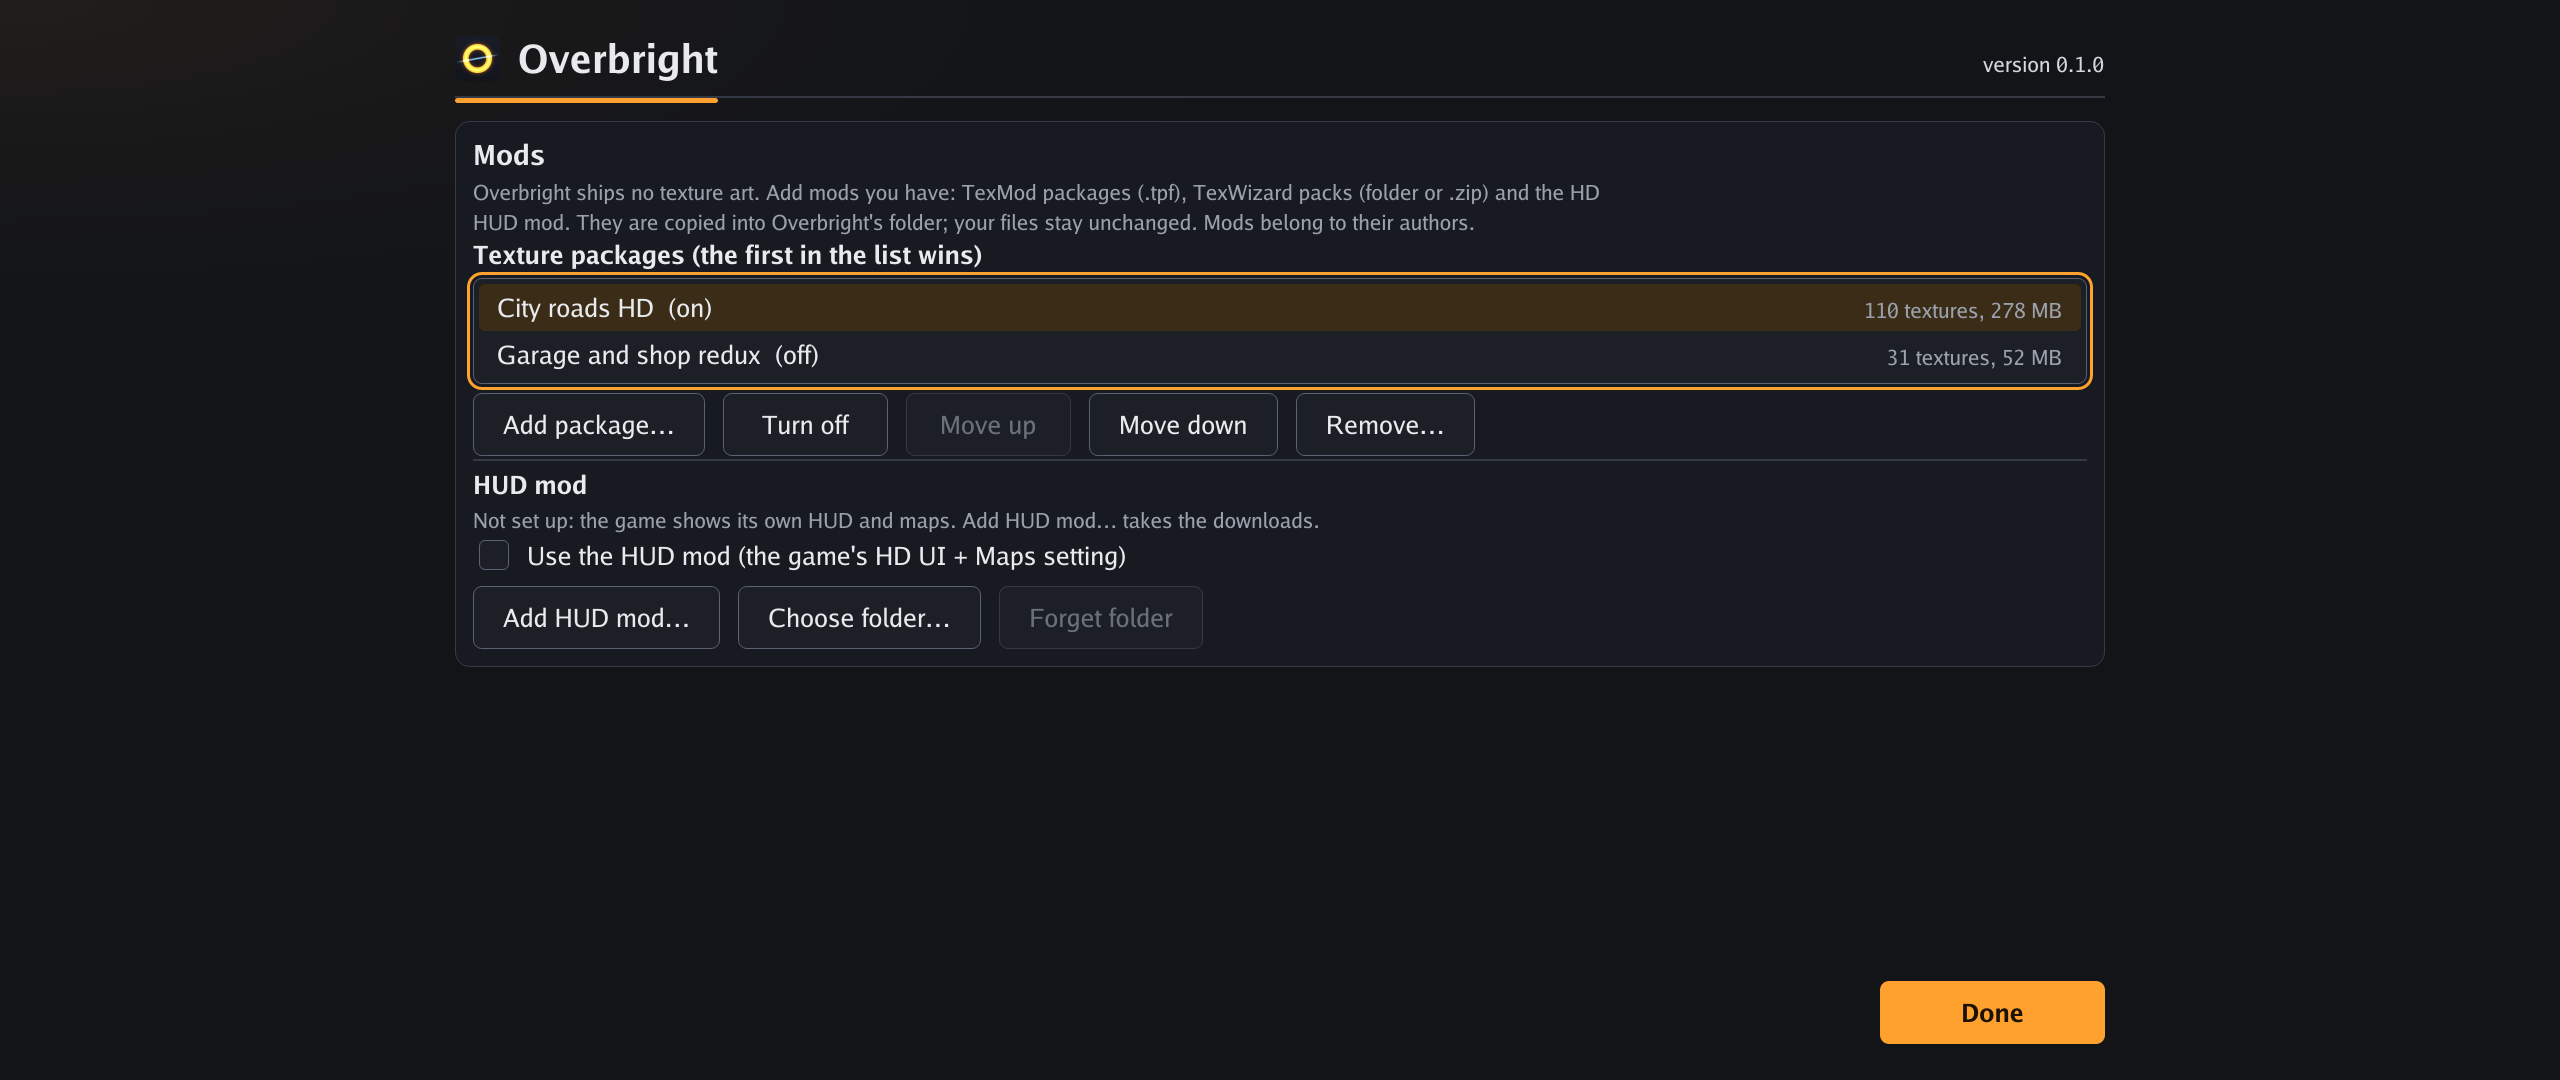 Overbright
version 0.1.0
Mods
Overbright ships no texture art. Add mods you have: TexMod packages (.tpf), TexWizard packs (folder or .zip) and the HD
HUD mod. They are copied into Overbright's folder; your files stay unchanged. Mods belong to their authors.
Texture packages (the first in the list wins)
City roads HD (on)
110 textures, 278 MB
Garage and shop redux (off)
31 textures, 52 MB
Add package...
Turn off
Move up
Move down
Remove...
HUD mod
Not set up: the game shows its own HUD and maps. Add HUD mod... takes the downloads.
Use the HUD mod (the game's HD UI + Maps setting)
Add HUD mod...
Choose folder...
Forget folder
Done